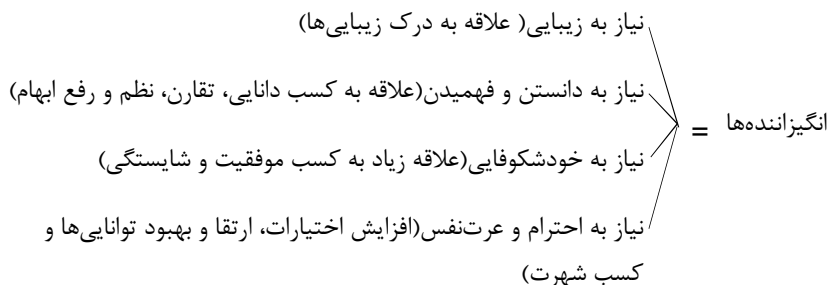 نیاز به زیبایی( علاقه به درک زیبایی‌ها)
نیاز به دانستن و فهمیدن(علاقه به کسب دانایی، تقارن، نظم و رفع ابهام)
انگیزاننده‌ها =
نیاز به خودشکوفایی(علاقه زیاد به کسب موفقیت و شایستگی)
نیاز به احترام و عرت‌نفس(افزایش اختیارات، ارتقا و بهبود توانایی‌ها و
کسب شهرت)